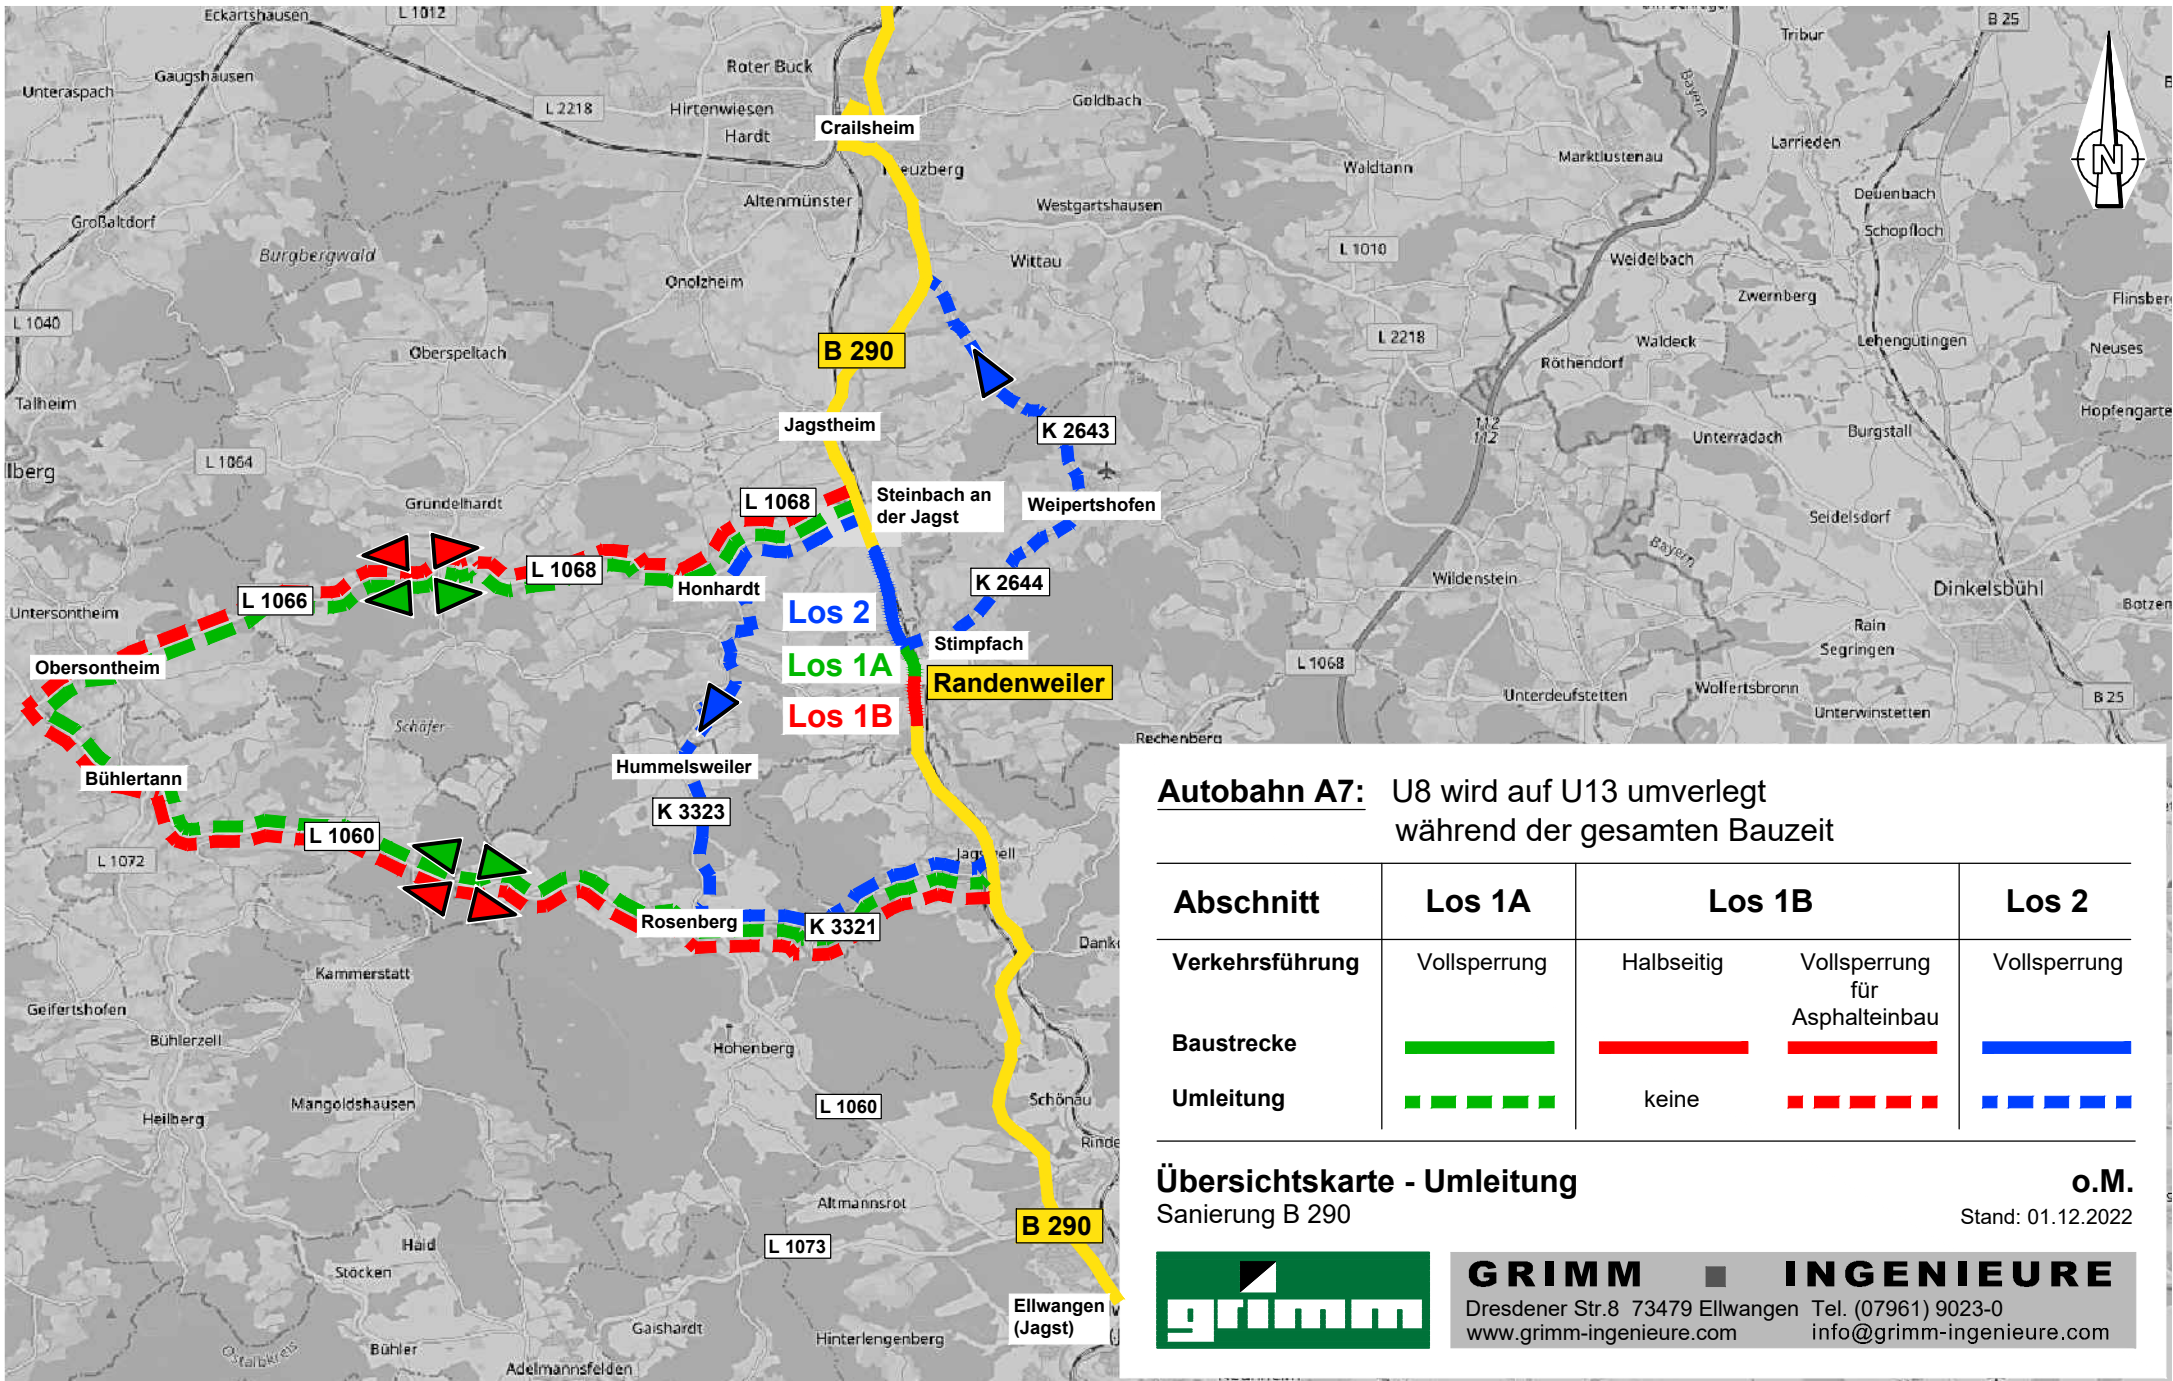 Eckartshausen
L 1012
B 25
Tribur
Roter Buck
Gaugshausen
Unteraspach
L 2218
Hirtenwiesen
Goldbach
Bayern
Hardt
Crailsheim
Larrieden
Marktlustenau
Waldtann
N
Deuenbach
Altenmünster
Westgartshausen
Großaltdorf
Schopfloch
Burgbergwald
L 1010
Wittau
Weidelbach
Onolzheim
Zwernberg
L 1040
B 290
L 2218
Waldeck
Lehengütingen
Neuses
Oberspeltach
Röthendorf
Talheim
Jagstheim
K 2643
112
112
Unterradach
Burgstall
L 1064
Gründelhardt
L 1068
Steinbach an
der Jagst
Weipertshofen
Seidelsdorf
Bayern
L 1068
K 2644
Wildenstein
Dinkelsbühl
Honhardt
L 1066
Untersontheim
Los 2
Rain
Stimpfach
Segringen
Obersontheim
Los 1A
L 1068
Randenweiler
Unterdeufstetten
Wolfertsbronn
B 25
Los 1B
Unterwinstetten
Schäfer
Rechenberg
Bühlertann
Hummelsweiler
K 3323
L 1060
L 1072
Rosenberg
K 3321
Kammerstatt
Geifertshofen
Bühlerzell
Hohenberg
Mangoldshausen
L 1060
Schönau
Heilberg
Altmannsrot
B 290
Haid
L 1073
Stöcken
Ellwangen
(Jagst)
Gaishardt
Hinterlengenberg
Bühler
Ostalbkreis
Adelmannsfelden
Autobahn A7: U8 wird auf U13 umverlegt
während der gesamten Bauzeit
Abschnitt Los 1A Los 1B Los 2
Verkehrsführung Vollsperrung Halbseitig Vollsperrung Vollsperrung
für
Asphalteinbau
Baustrecke
Umleitung keine
Übersichtskarte - Umleitung o.M.
Sanierung B 290 Stand: 01.12.2022
grimm
GRIMM INGENIEURE
Dresdener Str.8 73479 Ellwangen Tel. (07961) 9023-0
www.grimm-ingenieure.com info@grimm-ingenieure.com